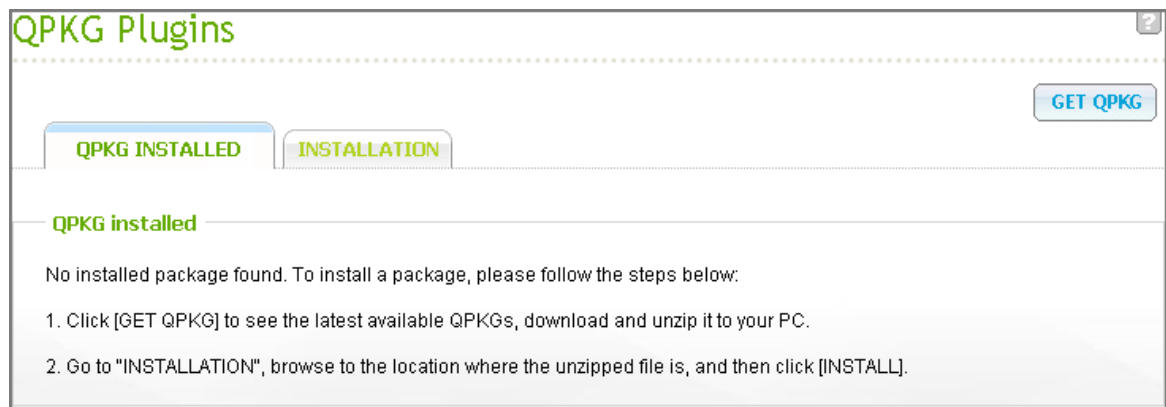 QPKG Plugins
?
GET QPKG
QPKG INSTALLED
INSTALLATION
QPKG installed
No installed package found. To install a package, please follow the steps below:
1. Click [GET QPKG] to see the latest available QPKGs, download and unzip it to your PC.
2. Go to "INSTALLATION", browse to the location where the unzipped file is, and then click [INSTALL].